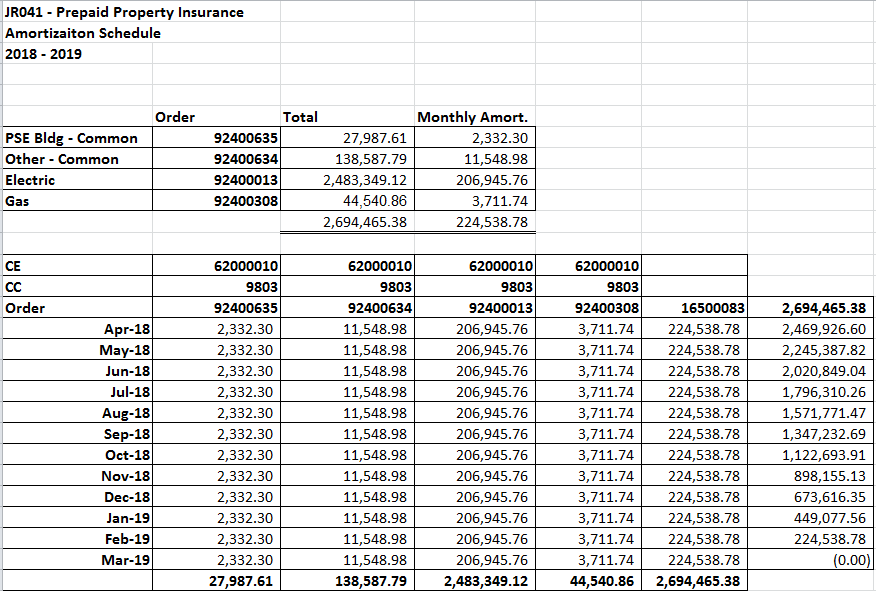 JR041 - Prepaid Property Insurance
Amortizaiton Schedule
2018 - 2019
Order Total Monthly Amort.
PSE Bldg - Common 92400635 27,987.61 2,332.30
Other - Common 92400634 138,587.79 11,548.98
Electric 92400013 2,483,349.12 206,945.76
Gas 92400308 44,540.86 3,711.74
2,694,465.38 224,538.78
CE 62000010 62000010 62000010 62000010
CC 9803 9803 9803 9803
Order 92400635 92400634 92400013 92400308 16500083 2,694,465.38
Apr-18 2,332.30 11,548.98 206,945.76 3,711.74 224,538.78 2,469,926.60
May-18 2,332.30 11,548.98 206,945.76 3,711.74 224,538.78 2,245,387.82
Jun-18 2,332.30 11,548.98 206,945.76 3,711.74 224,538.78 2,020,849.04
Jul-18 2,332.30 11,548.98 206,945.76 3,711.74 224,538.78 1,796,310.26
Aug-18 2,332.30 11,548.98 206,945.76 3,711.74 224,538.78 1,571,771.47
Sep-18 2,332.30 11,548.98 206,945.76 3,711.74 224,538.78 1,347,232.69
Oct-18 2,332.30 11,548.98 206,945.76 3,711.74 224,538.78 1,122,693.91
Nov-18 2,332.30 11,548.98 206,945.76 3,711.74 224,538.78 898,155.13
Dec-18 2,332.30 11,548.98 206,945.76 3,711.74 224,538.78 673,616.35
Jan-19 2,332.30 11,548.98 206,945.76 3,711.74 224,538.78 449,077.56
Feb-19 2,332.30 11,548.98 206,945.76 3,711.74 224,538.78 224,538.78
Mar-19 2,332.30 11,548.98 206,945.76 3,711.74 224,538.78 (0.00)
27,987.61 138,587.79 2,483,349.12 44,540.86 2,694,465.38